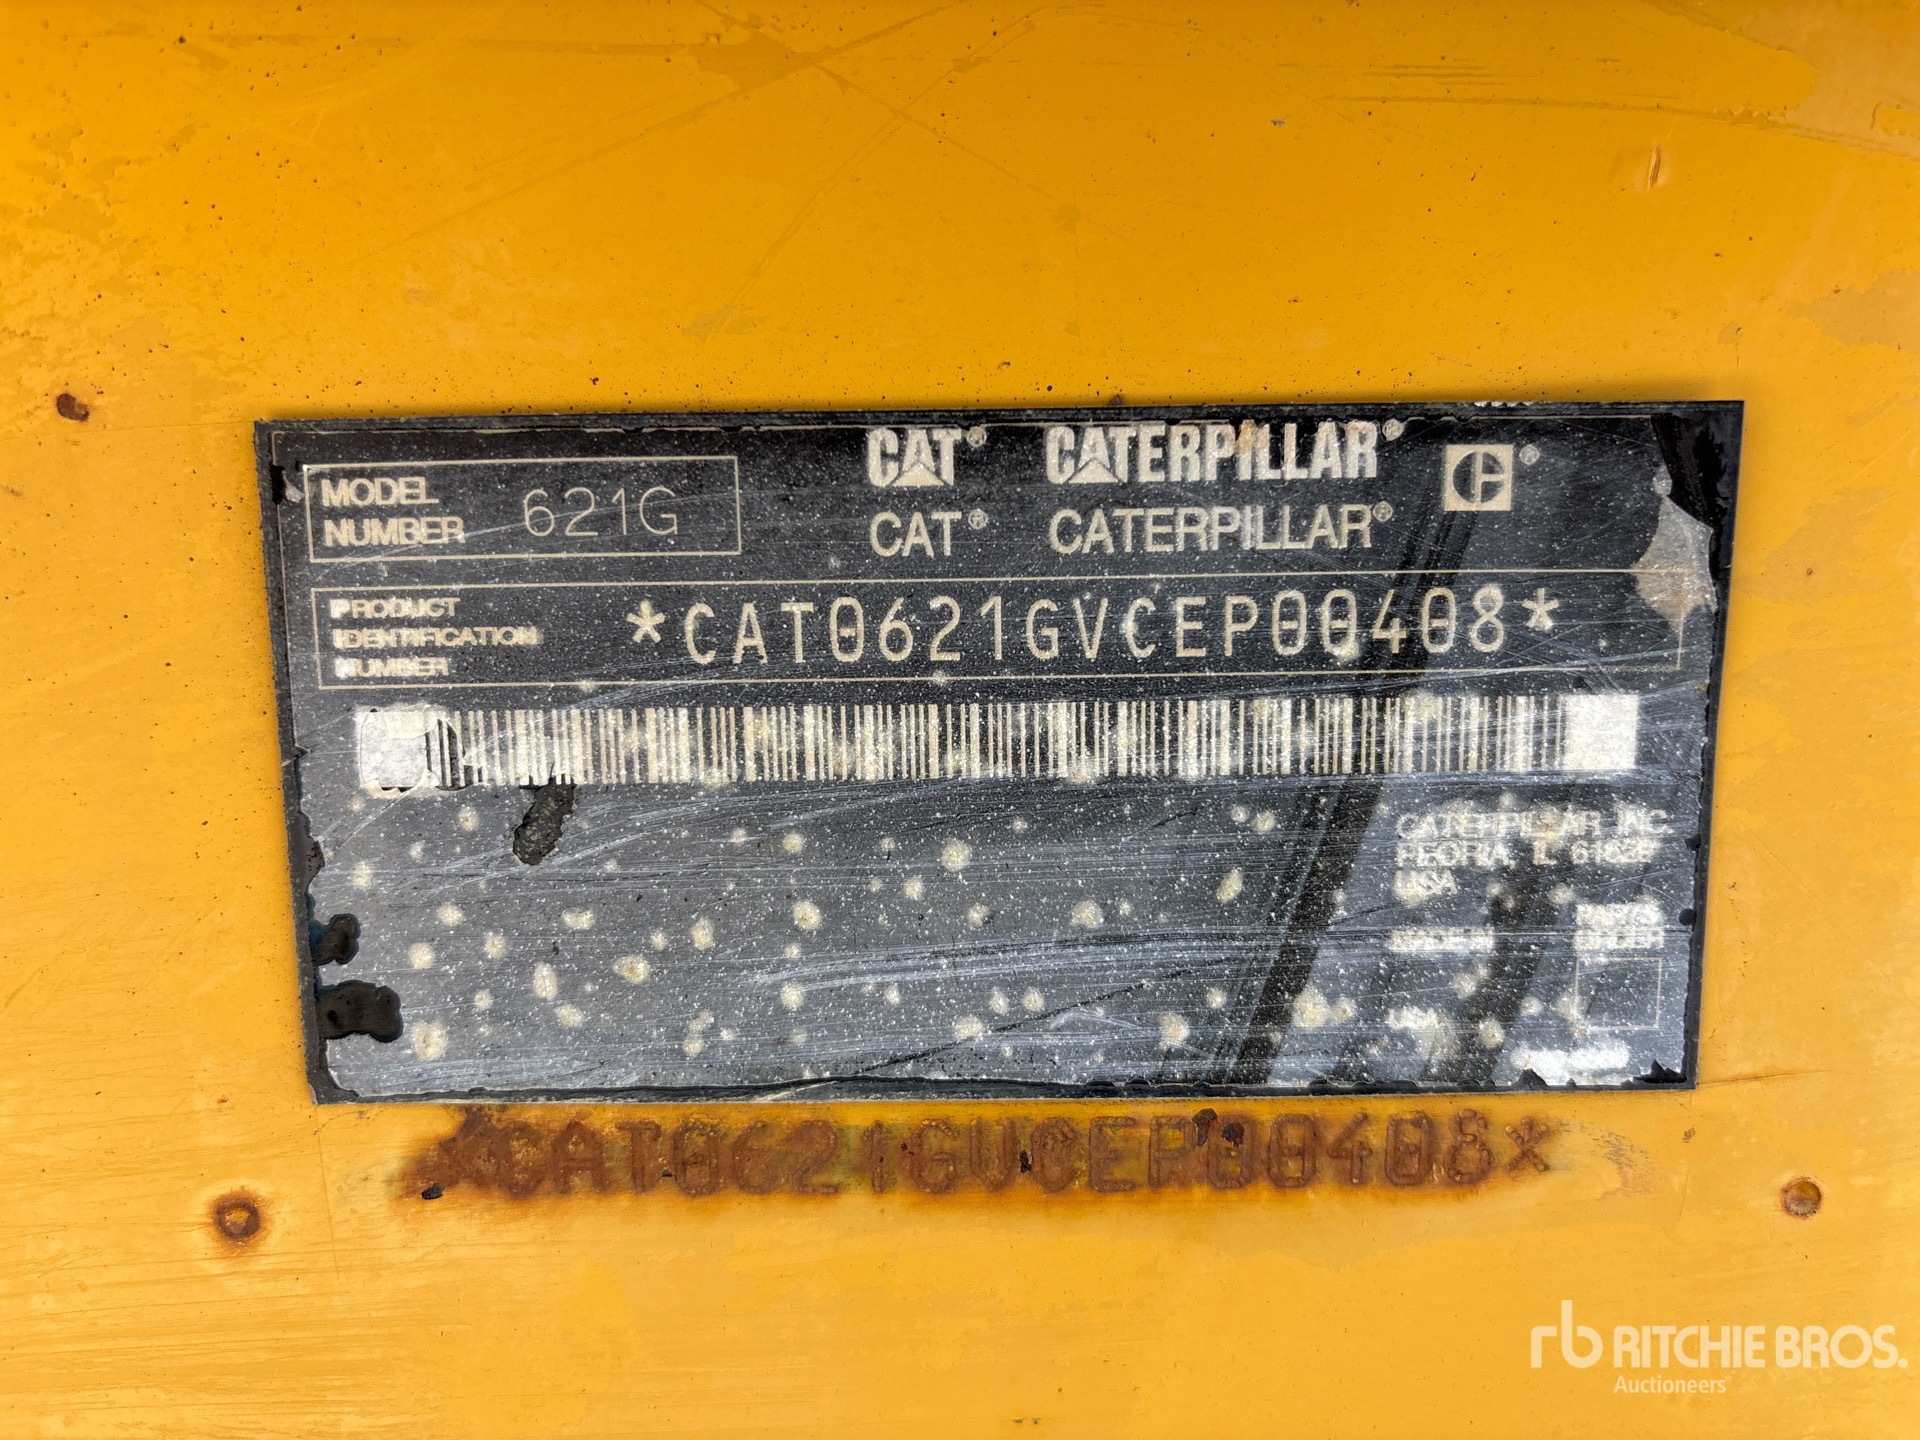 MODEL NUMBER 621G
CAT® CATERPILLAR®
CAT® CATERPILLAR®
PRODUCT IDENTIFICATION NUMBER *CAT0621GVCEP00408*
CATERPILLAR INC.
PEORIA, IL
USA
CAT0621GVCEP00408*
rb RITCHIE BROS.
Auctioneers